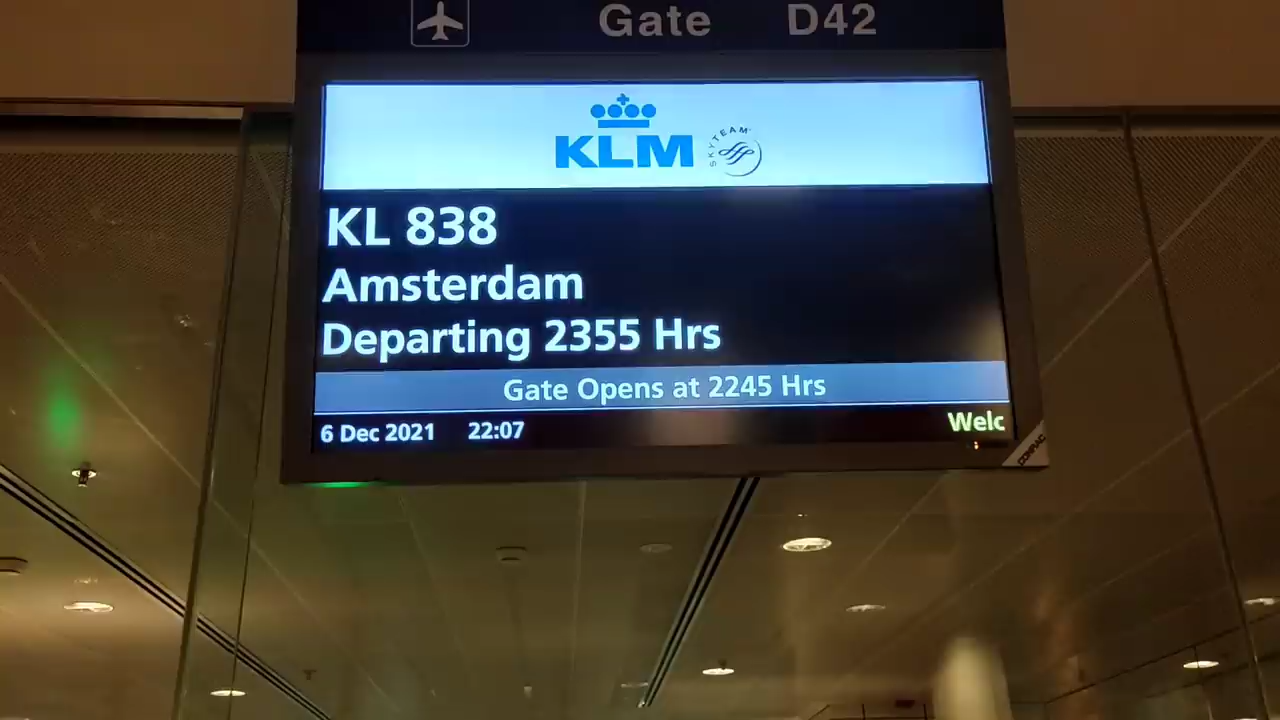 Gate D42
KLM SKYTEAM
KL 838
Amsterdam
Departing 2355 Hrs
Gate Opens at 2245 Hrs
6 Dec 2021 22:07 Welc
CONRAC